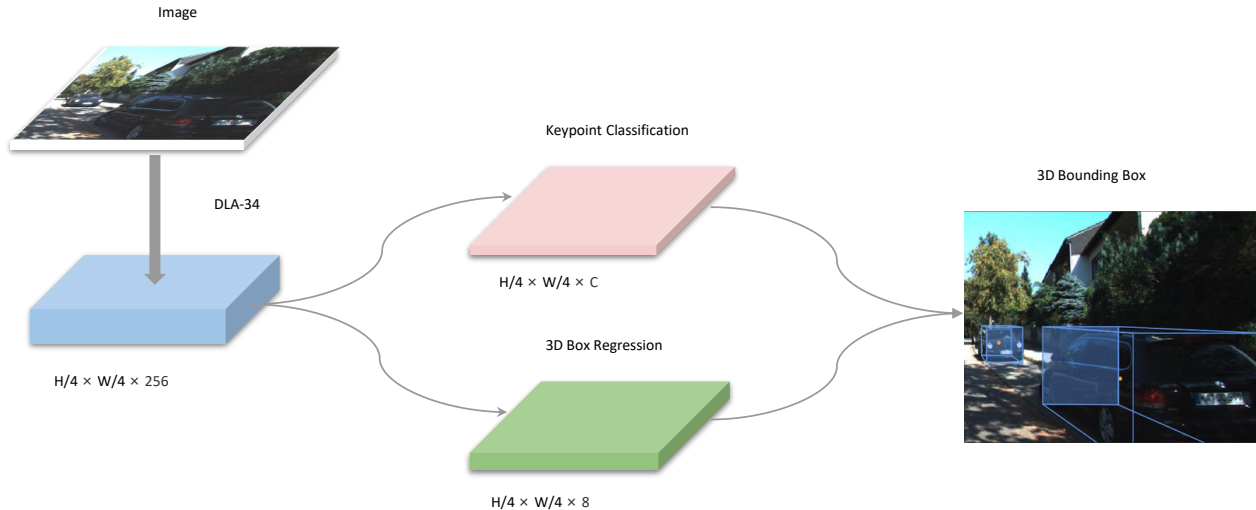 Image
DLA-34
H/4 × W/4 × 256
Keypoint Classification
H/4 × W/4 × C
3D Box Regression
H/4 × W/4 × 8
3D Bounding Box